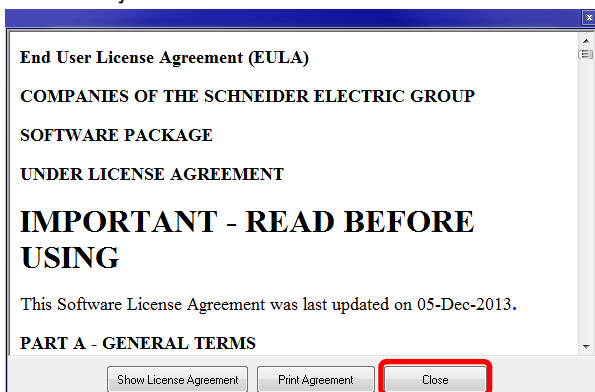 End User License Agreement (EULA)
COMPANIES OF THE SCHNEIDER ELECTRIC GROUP
SOFTWARE PACKAGE
UNDER LICENSE AGREEMENT
IMPORTANT - READ BEFORE
USING
This Software License Agreement was last updated on 05-Dec-2013.
PART A - GENERAL TERMS
Show License Agreement Print Agreement Close